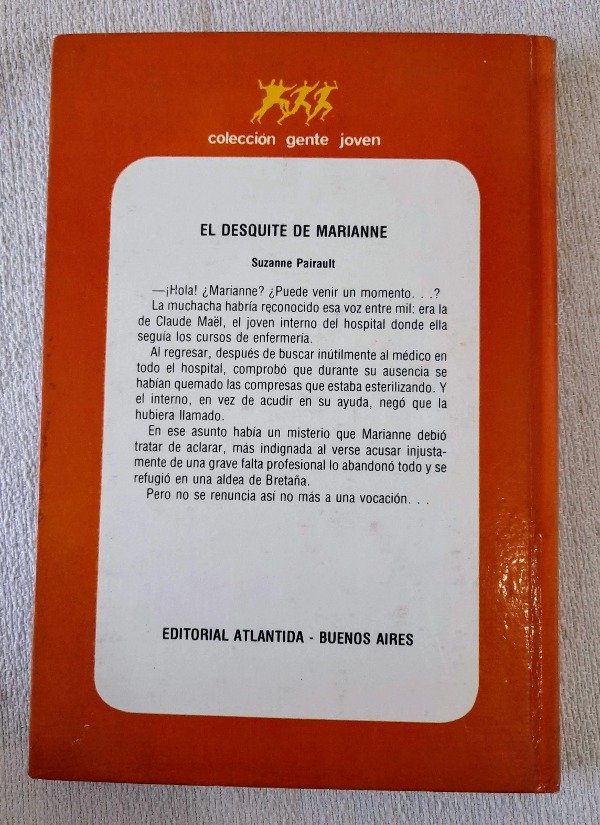 colección gente joven
EL DESQUITE DE MARIANNE
Suzanne Pairault
—¡Hola! ¿Marianne? ¿Puede venir un momento. . .?
La muchacha habría reconocido esa voz entre mil: era la
de Claude Maël, el joven interno del hospital donde ella
seguía los cursos de enfermería.
Al regresar, después de buscar inútilmente al médico en
todo el hospital, comprobó que durante su ausencia se
habían quemado las compresas que estaba esterilizando. Y
el interno, en vez de acudir en su ayuda, negó que la
hubiera llamado.
En ese asunto había un misterio que Marianne debió
tratar de aclarar, más indignada al verse acusar injusta-
mente de una grave falta profesional lo abandonó todo y se
refugió en una aldea de Bretaña.
Pero no se renuncia así no más a una vocación. . .
EDITORIAL ATLANTIDA - BUENOS AIRES